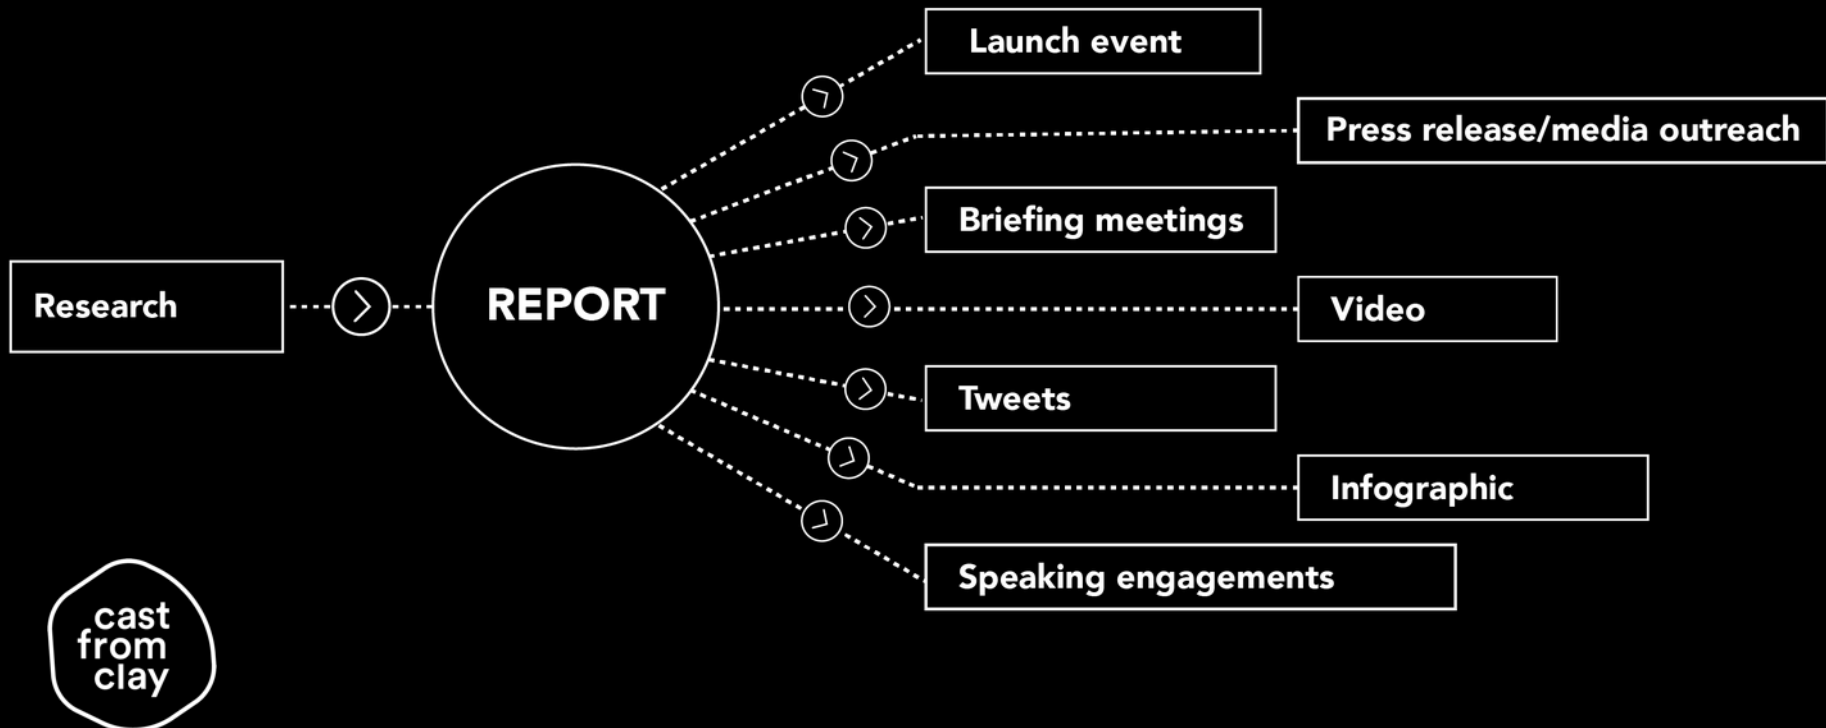 Launch event
Press release/media outreach
Briefing meetings
Research
REPORT
Video
Tweets
Infographic
Speaking engagements
cast
from
clay